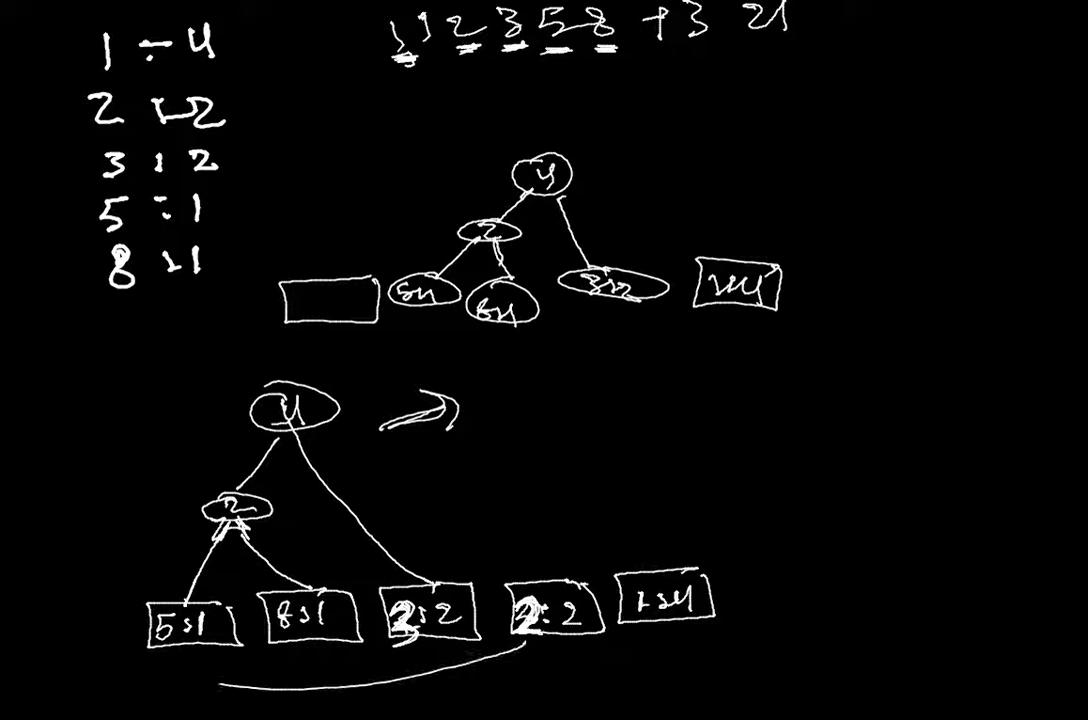 1 1 2 3 5 8 13 21
1 ÷ 4
2 : 2
3 : 2
5 : 1
8 : 1
4
2
5:1 8:1 3:2 1:4
4
2
5:1 8:1 3:2 2:2 1:4